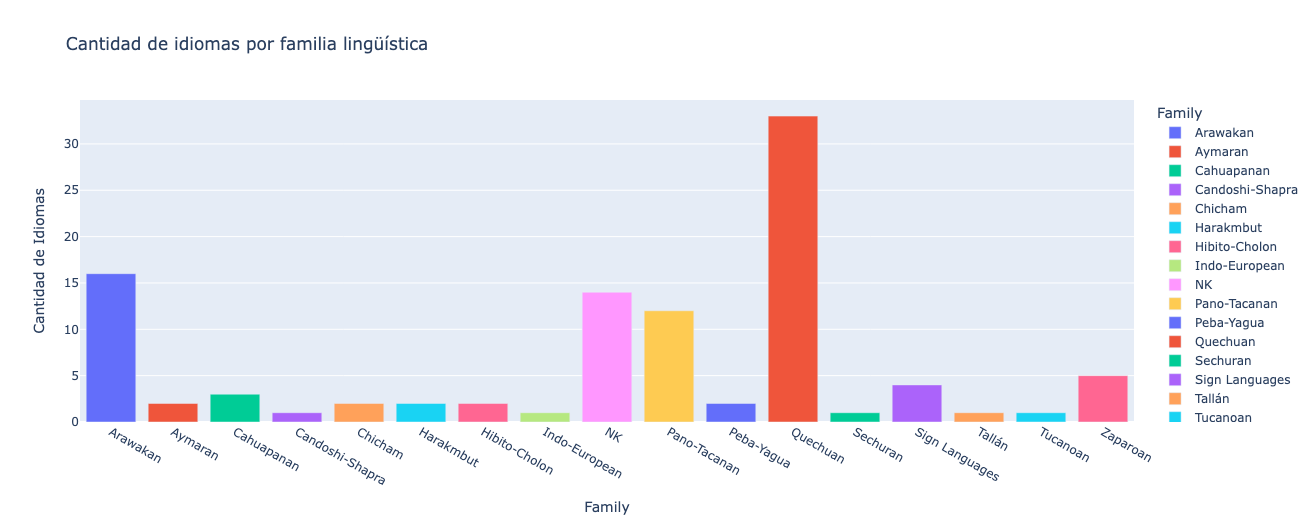 Cantidad de idiomas por familia lingüística
Cantidad de Idiomas
30
25
20
15
10
5
0
Arawakan
Aymaran
Cahuapanan
Candoshi-Shapra
Chicham
Harakmbut
Hibito-Cholon
Indo-European
NK
Pano-Tacanan
Peba-Yagua
Quechuan
Sechuran
Sign Languages
Tallán
Tucanoan
Zaparoan
Family
Family
Arawakan
Aymaran
Cahuapanan
Candoshi-Shapra
Chicham
Harakmbut
Hibito-Cholon
Indo-European
NK
Pano-Tacanan
Peba-Yagua
Quechuan
Sechuran
Sign Languages
Tallán
Tucanoan